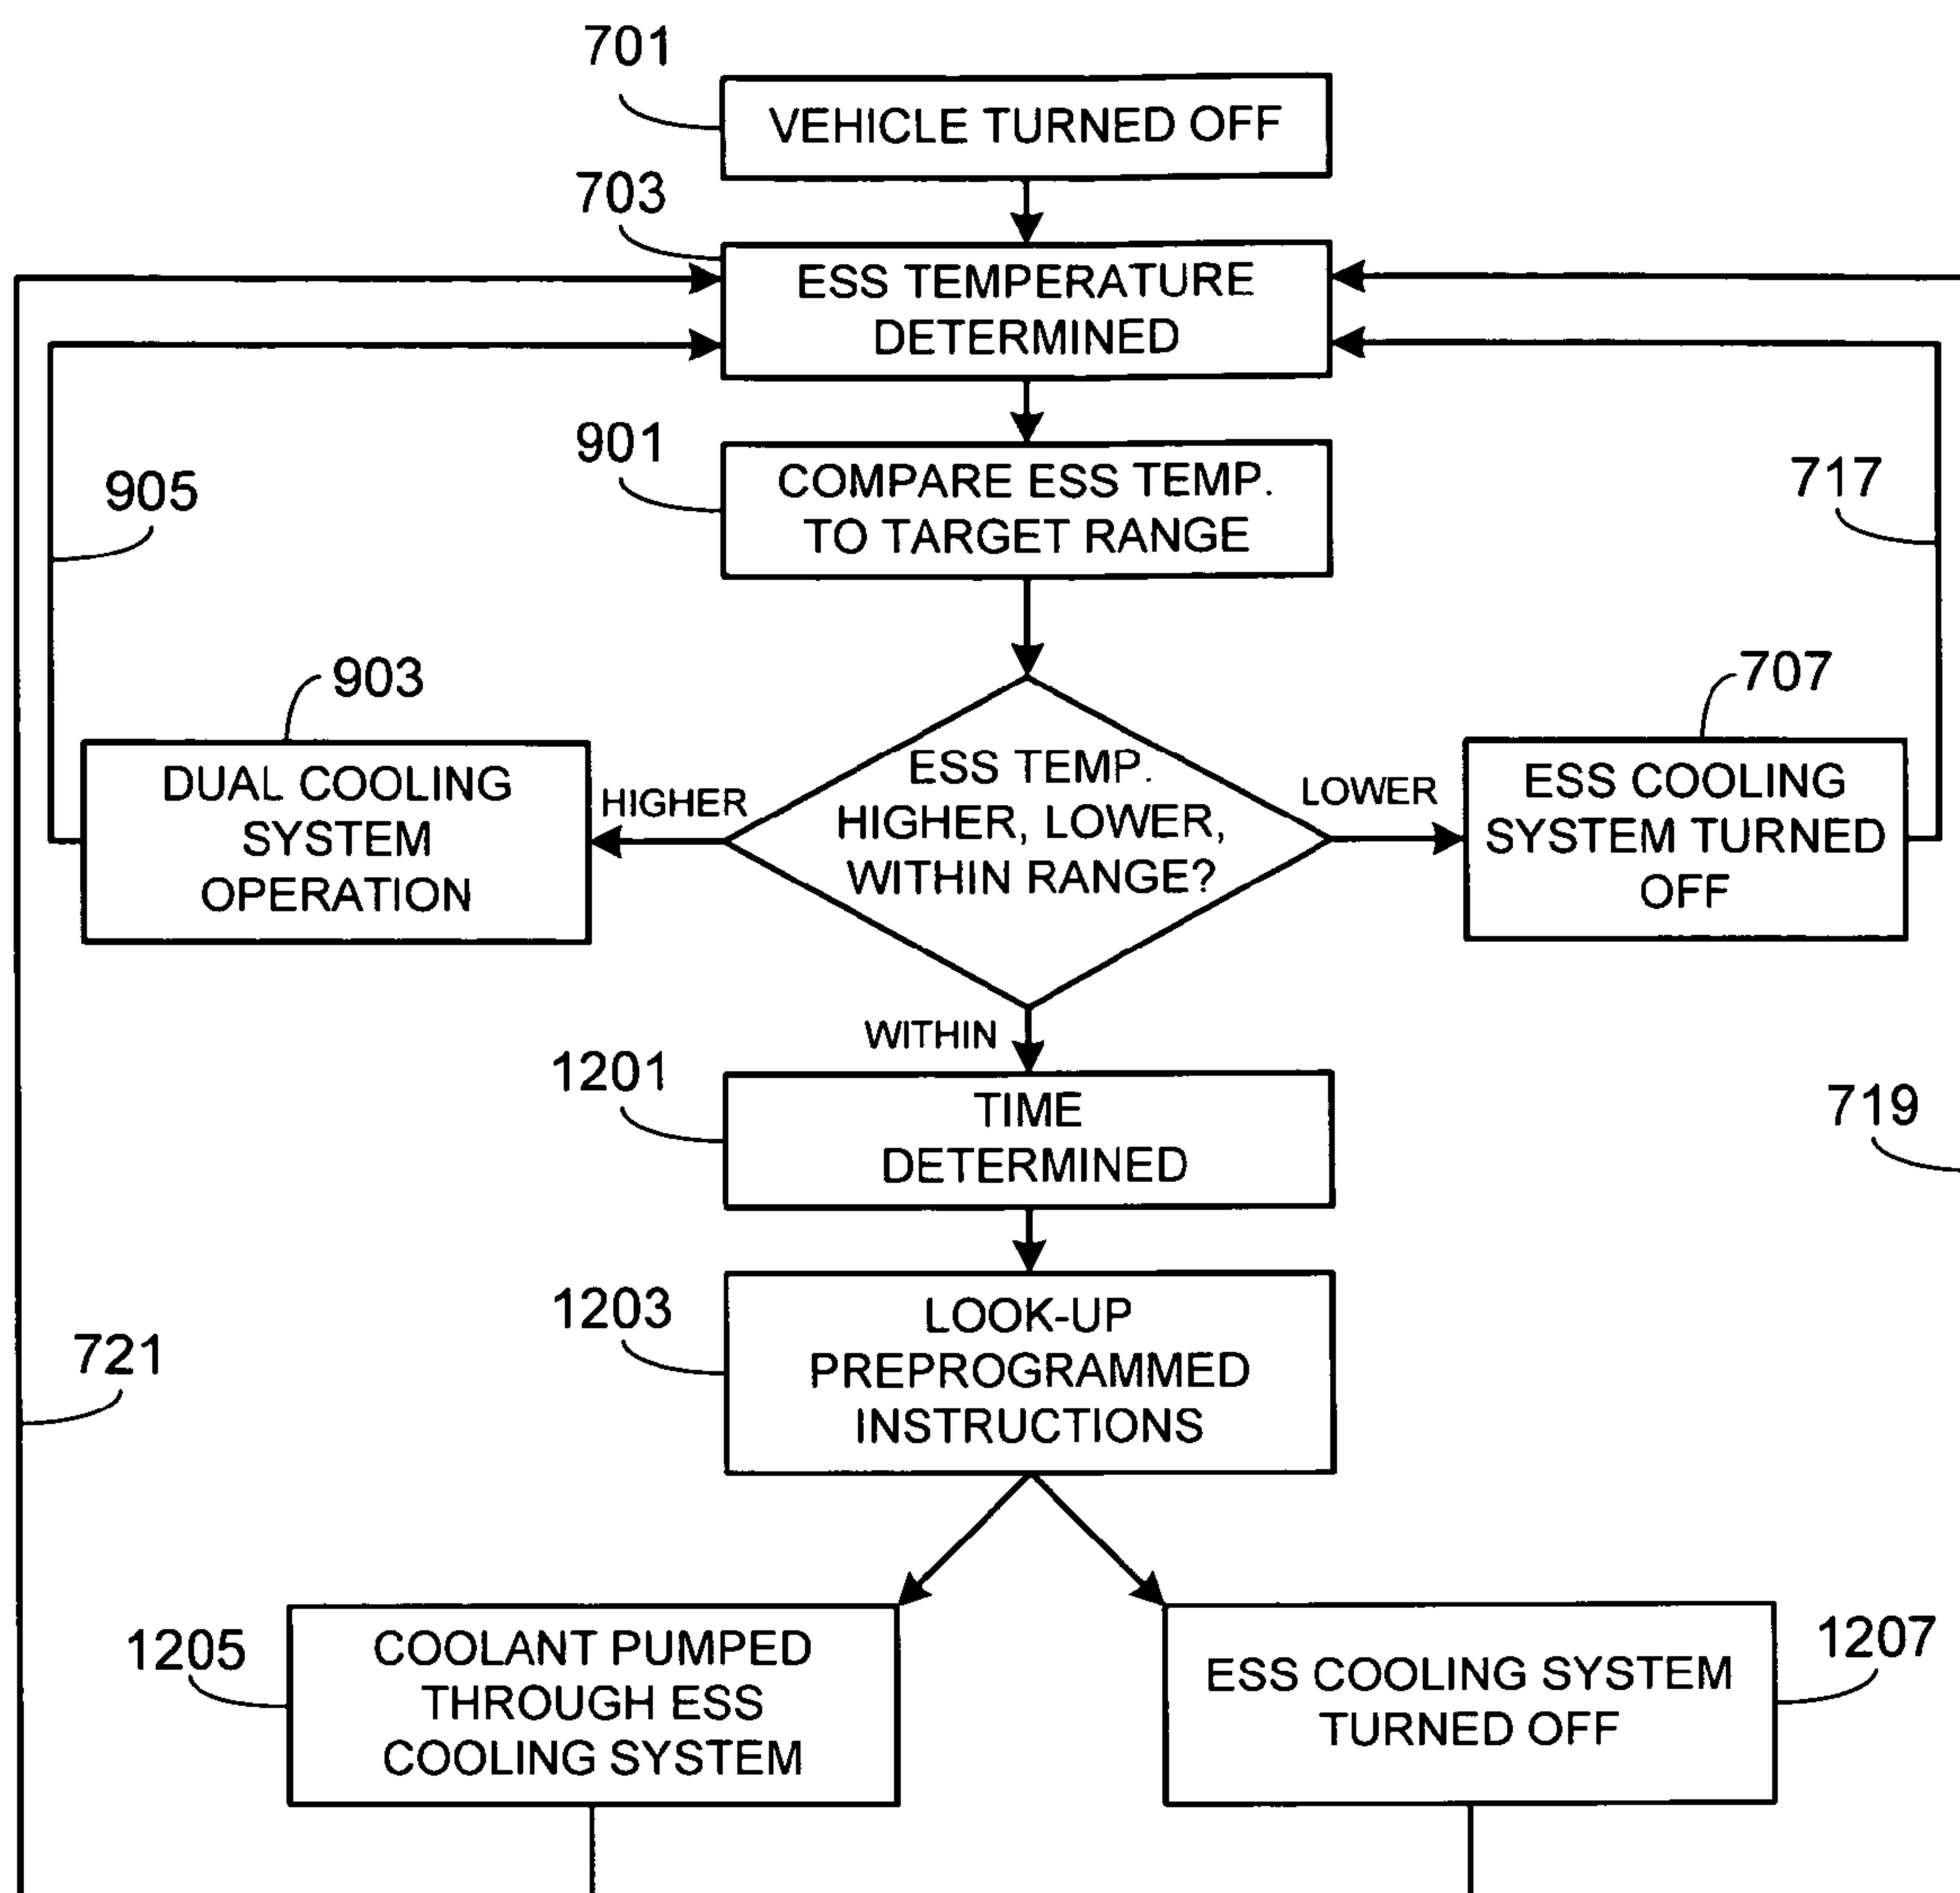 701
VEHICLE TURNED OFF
703
ESS TEMPERATURE
DETERMINED
901
COMPARE ESS TEMP.
TO TARGET RANGE
905
717
903
DUAL COOLING
SYSTEM
OPERATION
HIGHER
ESS TEMP.
HIGHER, LOWER,
WITHIN RANGE?
LOWER
707
ESS COOLING
SYSTEM TURNED
OFF
WITHIN
1201
TIME
DETERMINED
719
1203
LOOK-UP
PREPROGRAMMED
INSTRUCTIONS
721
1205
COOLANT PUMPED
THROUGH ESS
COOLING SYSTEM
1207
ESS COOLING SYSTEM
TURNED OFF